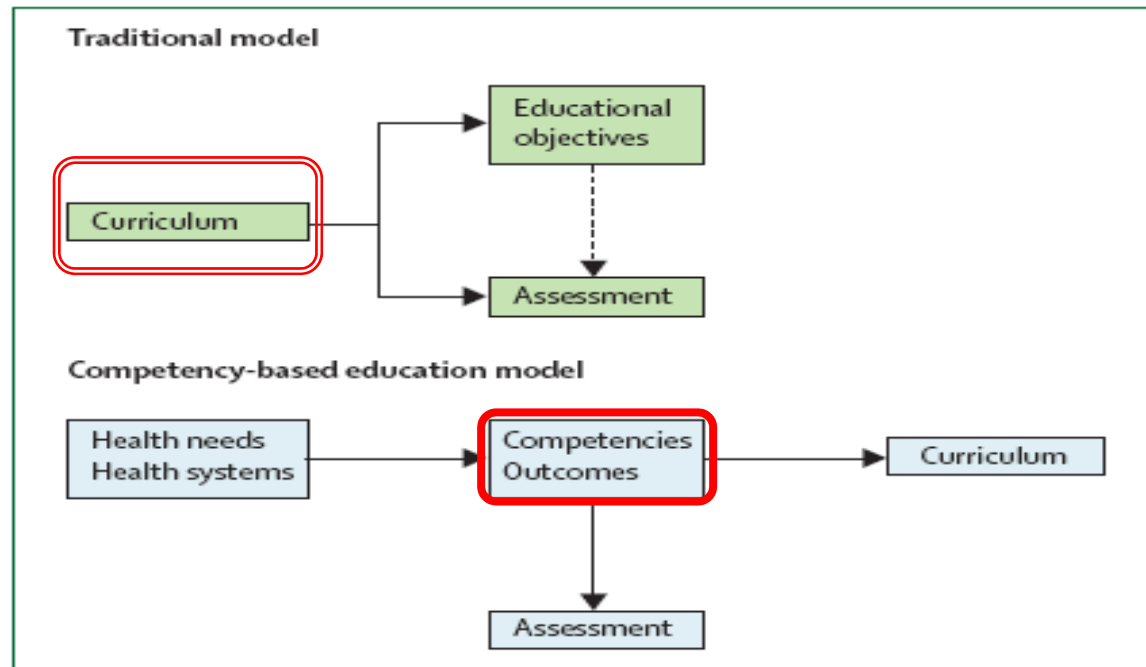 Traditional model
Educational
objectives
Curriculum
Assessment
Competency-based education model
Health needs
Health systems
Competencies
Outcomes
Curriculum
Assessment